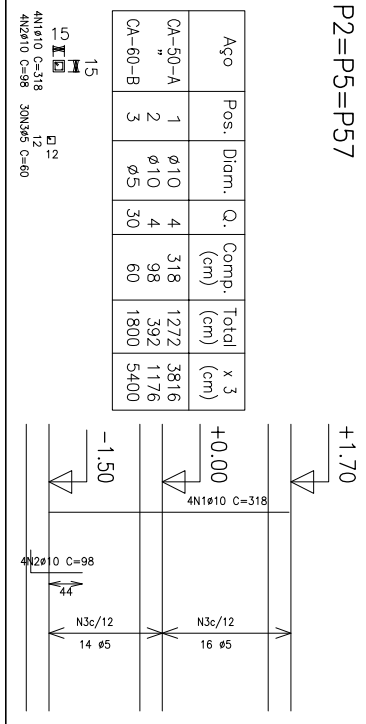 P2=P5=P57
Aço Pos. Diam. Q. Comp. (cm) Total (cm) x 3 (cm)
CA-50-A 1 ø10 4 318 1272 3816
" 2 ø10 4 98 392 1176
CA-60-B 3 ø5 30 60 1800 5400
15
15
12
12
4N1ø10 C=318
4N2ø10 C=98
30N3ø5 C=60
+1.70
+0.00
-1.50
4N1ø10 C=318
4N2ø10 C=98
44
N3c/12
16 ø5
N3c/12
14 ø5